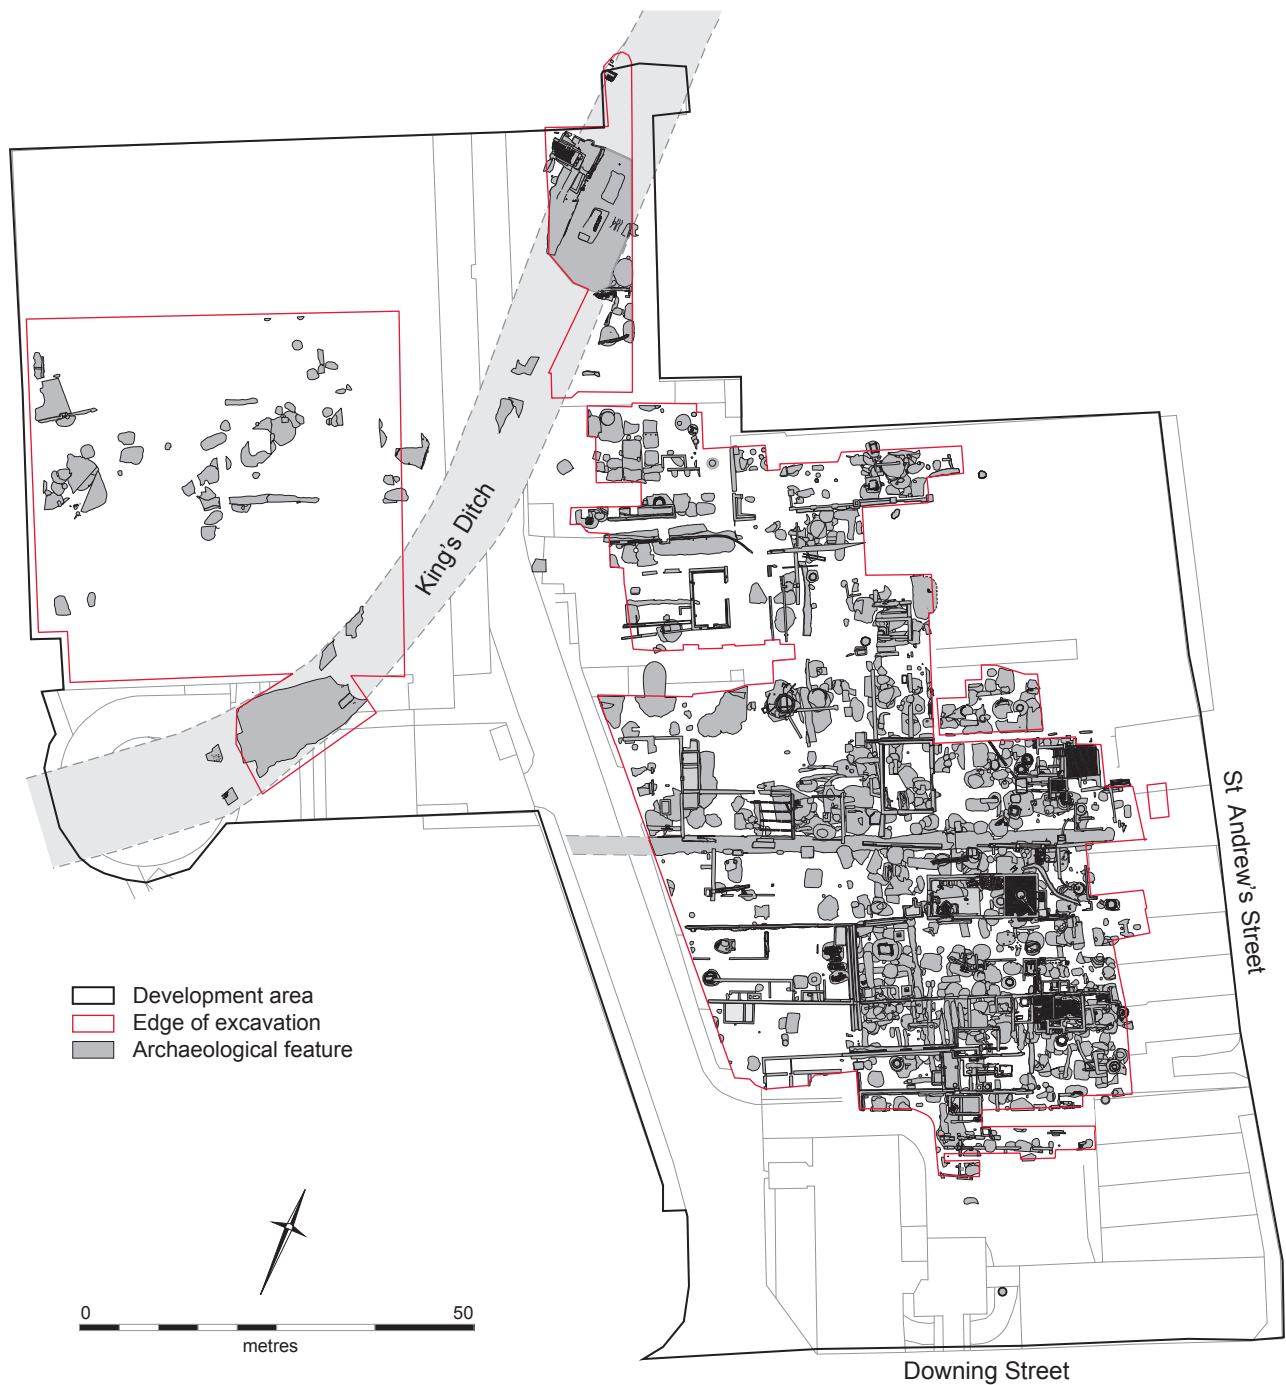 King's Ditch
St Andrew's Street
Development area
Edge of excavation
Archaeological feature
0 50
metres
Downing Street